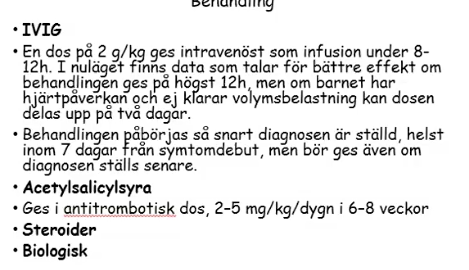 Behandling
• IVIG
• En dos på 2 g/kg ges intravenöst som infusion under 8-
12h. I nuläget finns data som talar för bättre effekt om
behandlingen ges på högst 12h, men om barnet har
hjärtpåverkan och ej klarar volymsbelastning kan dosen
delas upp på två dagar.
• Behandlingen påbörjas så snart diagnosen är ställd, helst
inom 7 dagar från symtomdebut, men bör ges även om
diagnosen ställs senare.
• Acetylsalicylsyra
• Ges i antitrombotisk dos, 2–5 mg/kg/dygn i 6–8 veckor
• Steroider
• Biologisk